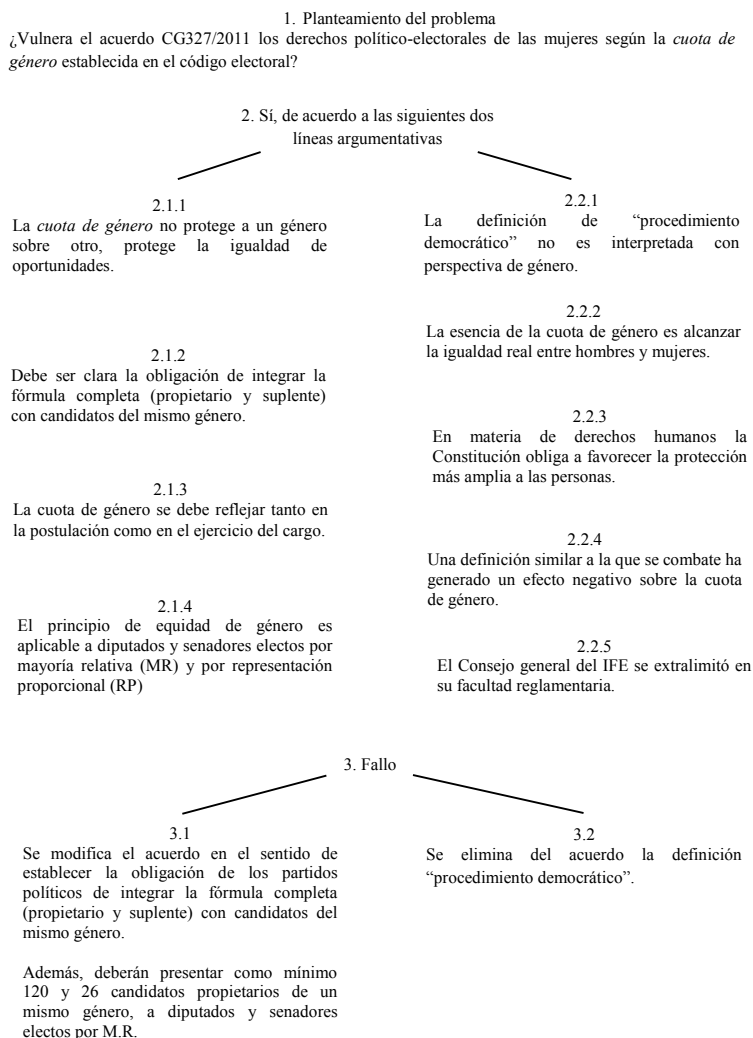 1. Planteamiento del problema
¿Vulnera el acuerdo CG327/2011 los derechos político-electorales de las mujeres según la cuota de
género establecida en el código electoral?
2. Sí, de acuerdo a las siguientes dos
líneas argumentativas
2.1.1
La cuota de género no protege a un género
sobre otro, protege la igualdad de
oportunidades.
2.1.2
Debe ser clara la obligación de integrar la
fórmula completa (propietario y suplente)
con candidatos del mismo género.
2.1.3
La cuota de género se debe reflejar tanto en
la postulación como en el ejercicio del cargo.
2.1.4
El principio de equidad de género es
aplicable a diputados y senadores electos por
mayoría relativa (MR) y por representación
proporcional (RP)
2.2.1
La definición de “procedimiento
democrático” no es interpretada con
perspectiva de género.
2.2.2
La esencia de la cuota de género es alcanzar
la igualdad real entre hombres y mujeres.
2.2.3
En materia de derechos humanos la
Constitución obliga a favorecer la protección
más amplia a las personas.
2.2.4
Una definición similar a la que se combate ha
generado un efecto negativo sobre la cuota
de género.
2.2.5
El Consejo general del IFE se extralimitó en
su facultad reglamentaria.
3. Fallo
3.1
Se modifica el acuerdo en el sentido de
establecer la obligación de los partidos
políticos de integrar la fórmula completa
(propietario y suplente) con candidatos del
mismo género.
Además, deberán presentar como mínimo
120 y 26 candidatos propietarios de un
mismo género, a diputados y senadores
electos por M.R.
3.2
Se elimina del acuerdo la definición
“procedimiento democrático”.